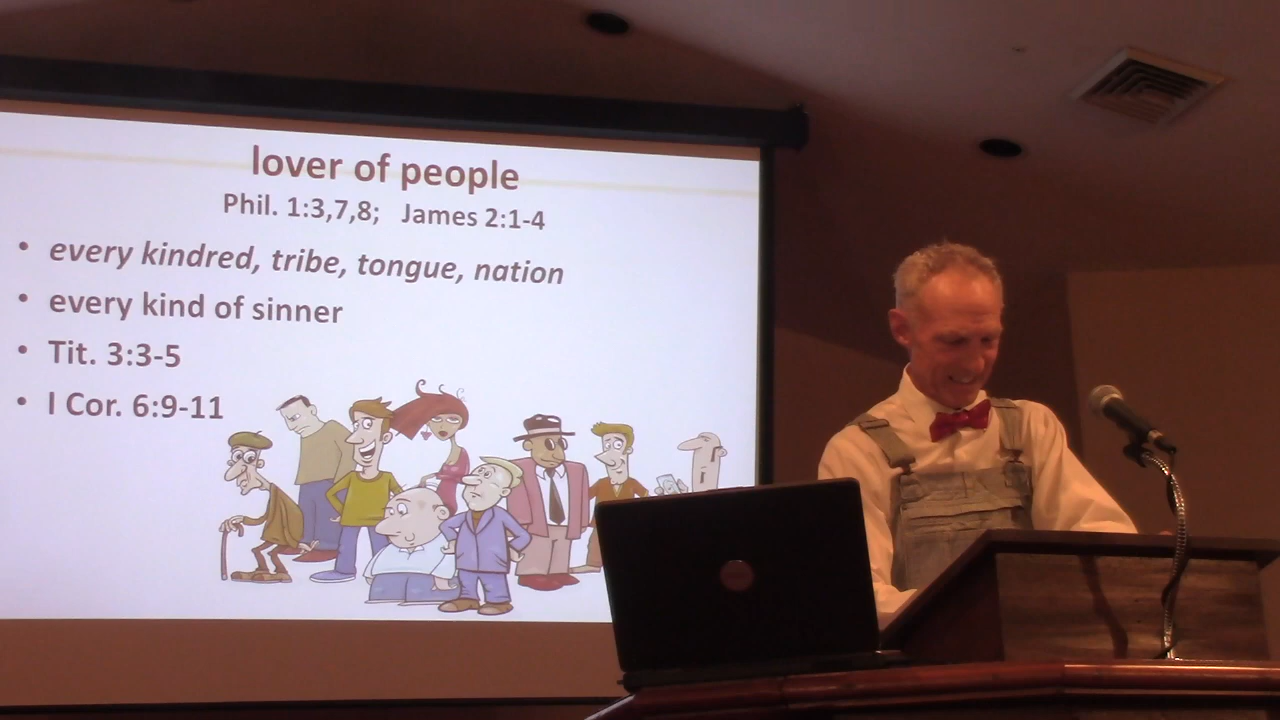 lover of people
Phil. 1:3,7,8; James 2:1-4
• every kindred, tribe, tongue, nation
• every kind of sinner
• Tit. 3:3-5
• I Cor. 6:9-11